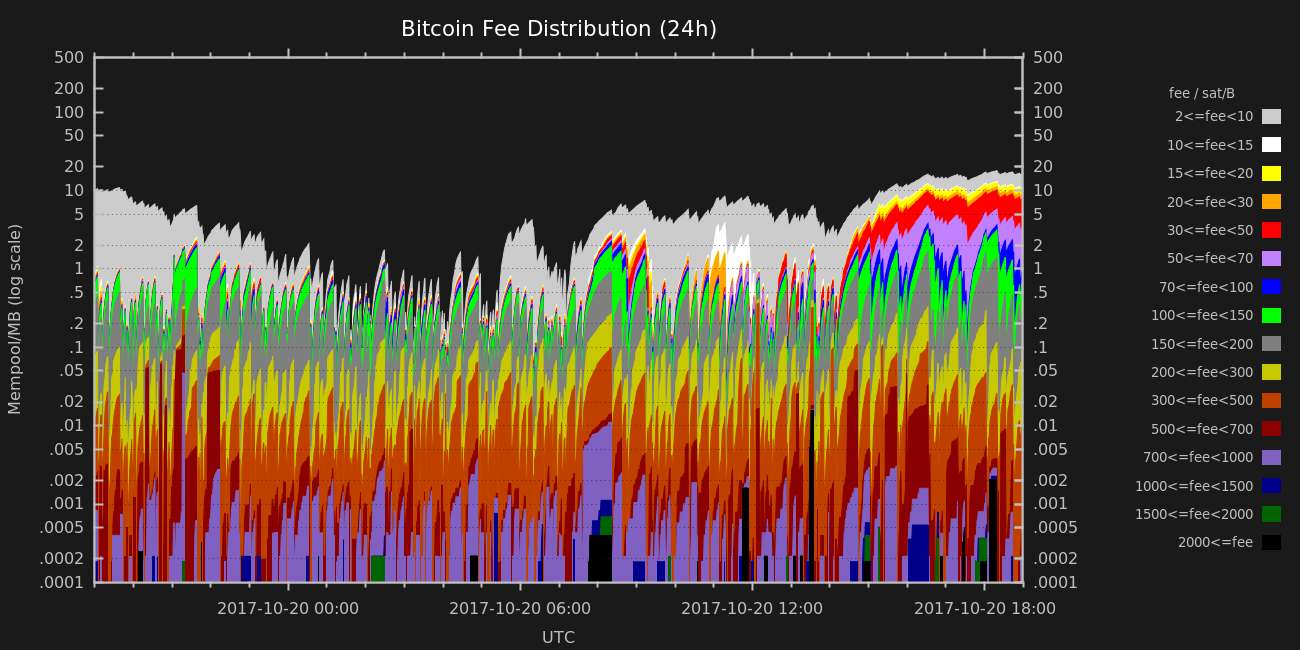 Bitcoin Fee Distribution (24h)
500
200
100
50
20
10
5
2
1
.5
.2
.1
.05
.02
.01
.005
.002
.001
.0005
.0002
.0001
Mempool/MB (log scale)
500
200
100
50
20
10
5
2
1
.5
.2
.1
.05
.02
.01
.005
.002
.001
.0005
.0002
.0001
2017-10-20 00:00
2017-10-20 06:00
2017-10-20 12:00
2017-10-20 18:00
UTC
fee / sat/B
2<=fee<10
10<=fee<15
15<=fee<20
20<=fee<30
30<=fee<50
50<=fee<70
70<=fee<100
100<=fee<150
150<=fee<200
200<=fee<300
300<=fee<500
500<=fee<700
700<=fee<1000
1000<=fee<1500
1500<=fee<2000
2000<=fee